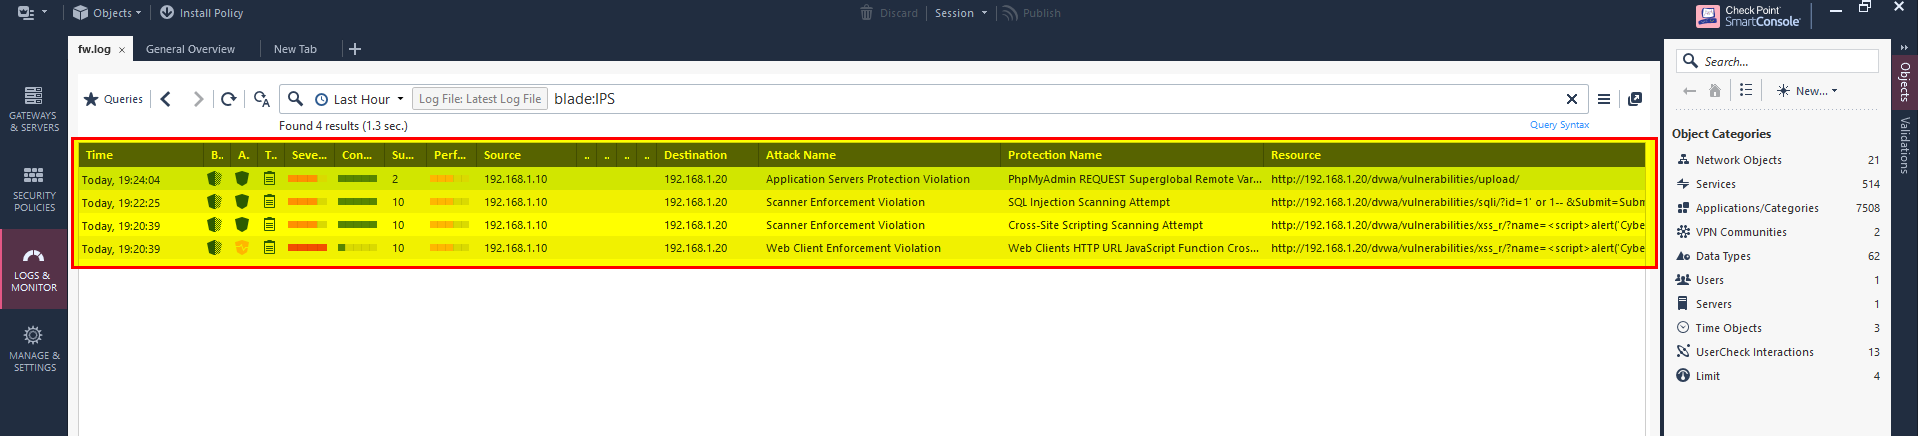 Objects Install Policy Discard Session Publish Check Point SmartConsole
fw.log × General Overview New Tab +
Search...
Queries Last Hour Log File: Latest Log File blade:IPS
New...
Found 4 results (1.3 sec.) Query Syntax
Time B.. A.. T.. Seve... Con... Su... Perf... Source .. .. .. .. Destination Attack Name Protection Name Resource
Today, 19:24:04 2 192.168.1.10 192.168.1.20 Application Servers Protection Violation PhpMyAdmin REQUEST Superglobal Remote Var... http://192.168.1.20/dvwa/vulnerabilities/upload/
Today, 19:22:25 10 192.168.1.10 192.168.1.20 Scanner Enforcement Violation SQL Injection Scanning Attempt http://192.168.1.20/dvwa/vulnerabilities/sqli/?id=1' or 1-- &Submit=Subm
Today, 19:20:39 10 192.168.1.10 192.168.1.20 Scanner Enforcement Violation Cross-Site Scripting Scanning Attempt http://192.168.1.20/dvwa/vulnerabilities/xss_r/?name=<script>alert('Cybe
Today, 19:20:39 10 192.168.1.10 192.168.1.20 Web Client Enforcement Violation Web Clients HTTP URL JavaScript Function Cros... http://192.168.1.20/dvwa/vulnerabilities/xss_r/?name=<script>alert('Cybe
GATEWAYS
& SERVERS
SECURITY
POLICIES
LOGS &
MONITOR
MANAGE &
SETTINGS
Object Categories
Network Objects 21
Services 514
Applications/Categories 7508
VPN Communities 2
Data Types 62
Users 1
Servers 1
Time Objects 3
UserCheck Interactions 13
Limit 4
Objects
Validations